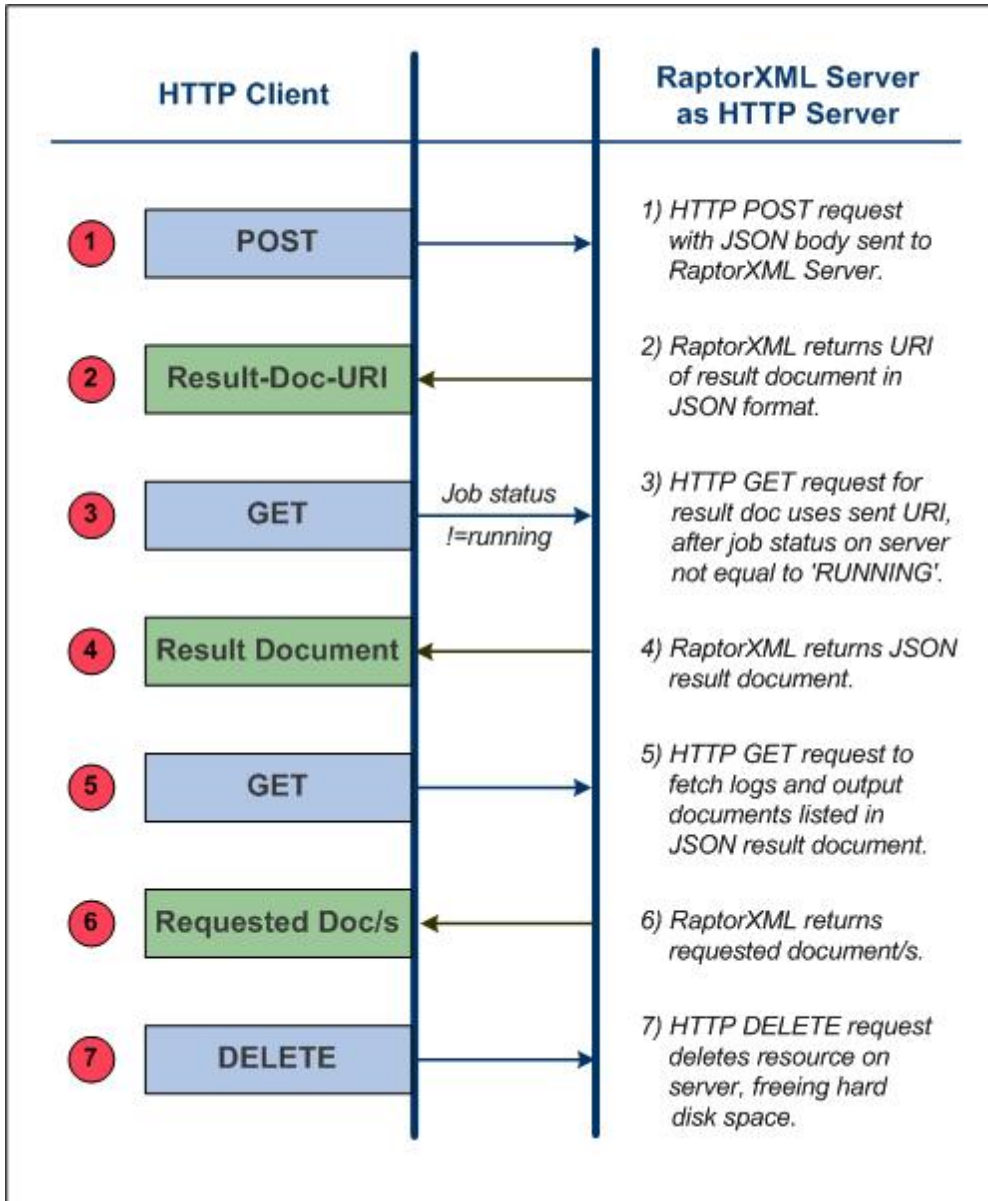 HTTP Client
RaptorXML Server
as HTTP Server
1
POST
1) HTTP POST request
with JSON body sent to
RaptorXML Server.
2
Result-Doc-URI
2) RaptorXML returns URI
of result document in
JSON format.
3
GET
Job status
!=running
3) HTTP GET request for
result doc uses sent URI,
after job status on server
not equal to 'RUNNING'.
4
Result Document
4) RaptorXML returns JSON
result document.
5
GET
5) HTTP GET request to
fetch logs and output
documents listed in
JSON result document.
6
Requested Doc/s
6) RaptorXML returns
requested document/s.
7
DELETE
7) HTTP DELETE request
deletes resource on
server, freeing hard
disk space.